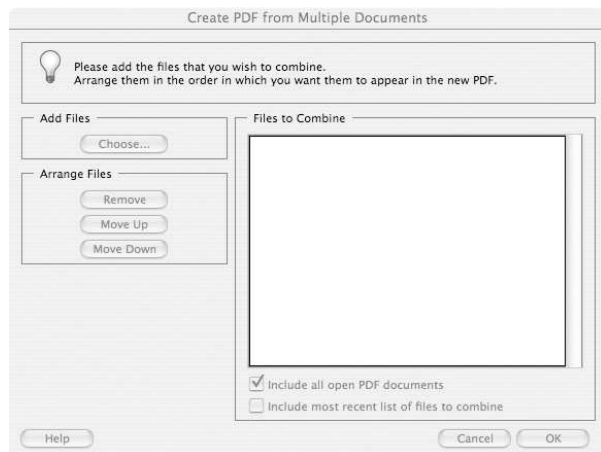 Create PDF from Multiple Documents
Please add the files that you wish to combine.
Arrange them in the order in which you want them to appear in the new PDF.
Add Files
Choose...
Arrange Files
Remove
Move Up
Move Down
Files to Combine
Include all open PDF documents
Include most recent list of files to combine
Help
Cancel
OK